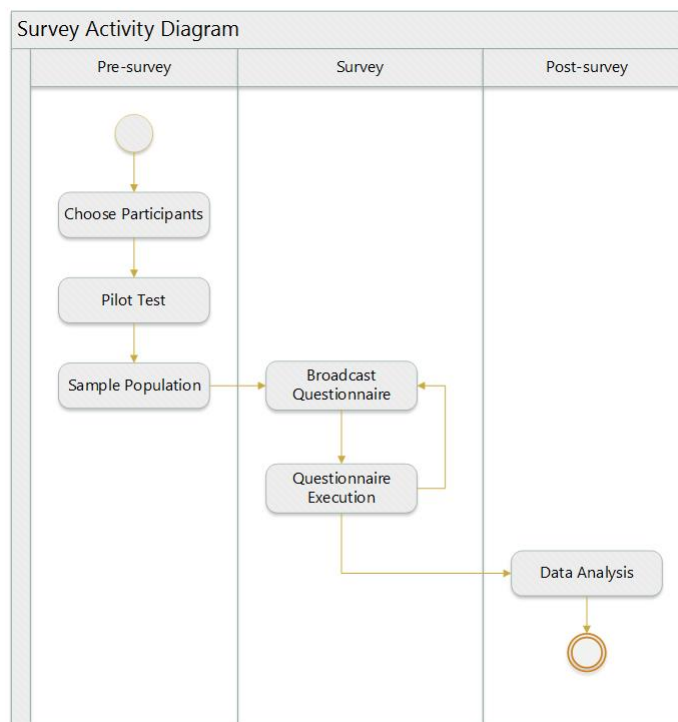 Survey Activity Diagram
Pre-survey
Survey
Post-survey
Choose Participants
Pilot Test
Sample Population
Broadcast
Questionnaire
Questionnaire
Execution
Data Analysis